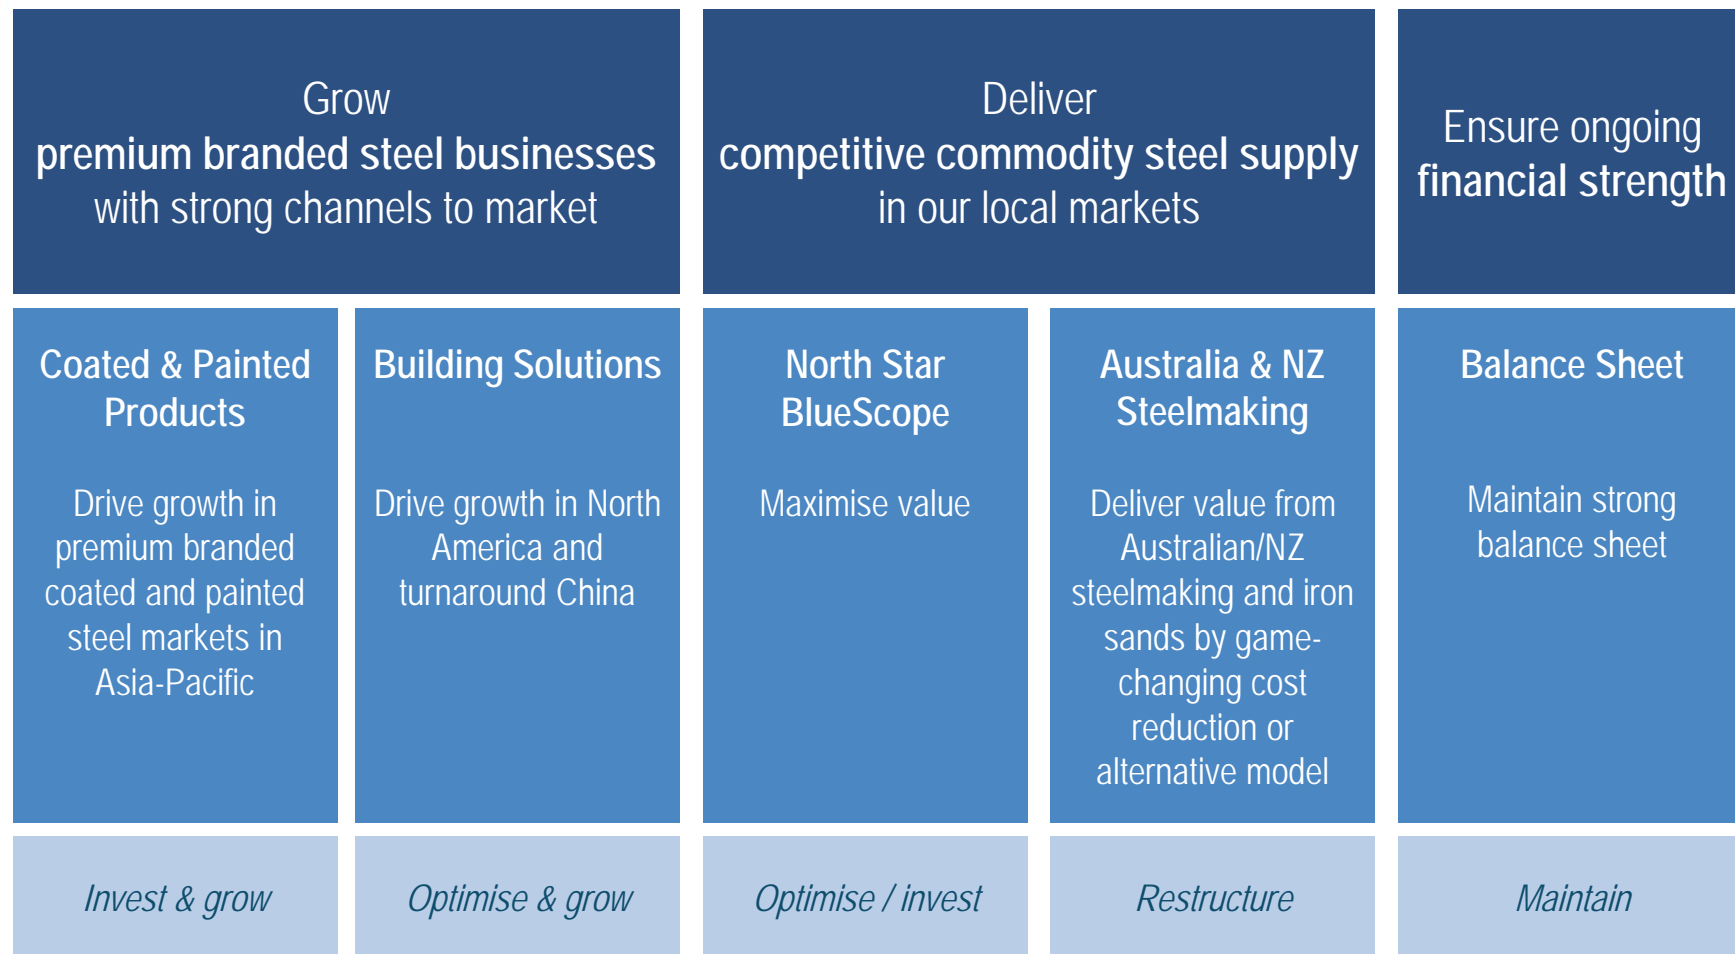 Grow
premium branded steel businesses
with strong channels to market
Deliver
competitive commodity steel supply
in our local markets
Ensure ongoing
financial strength
Coated & Painted
Products
Drive growth in
premium branded
coated and painted
steel markets in
Asia-Pacific
Building Solutions
Drive growth in North
America and
turnaround China
North Star
BlueScope
Maximise value
Australia & NZ
Steelmaking
Deliver value from
Australian/NZ
steelmaking and iron
sands by game-
changing cost
reduction or
alternative model
Balance Sheet
Maintain strong
balance sheet
Invest & grow
Optimise & grow
Optimise / invest
Restructure
Maintain